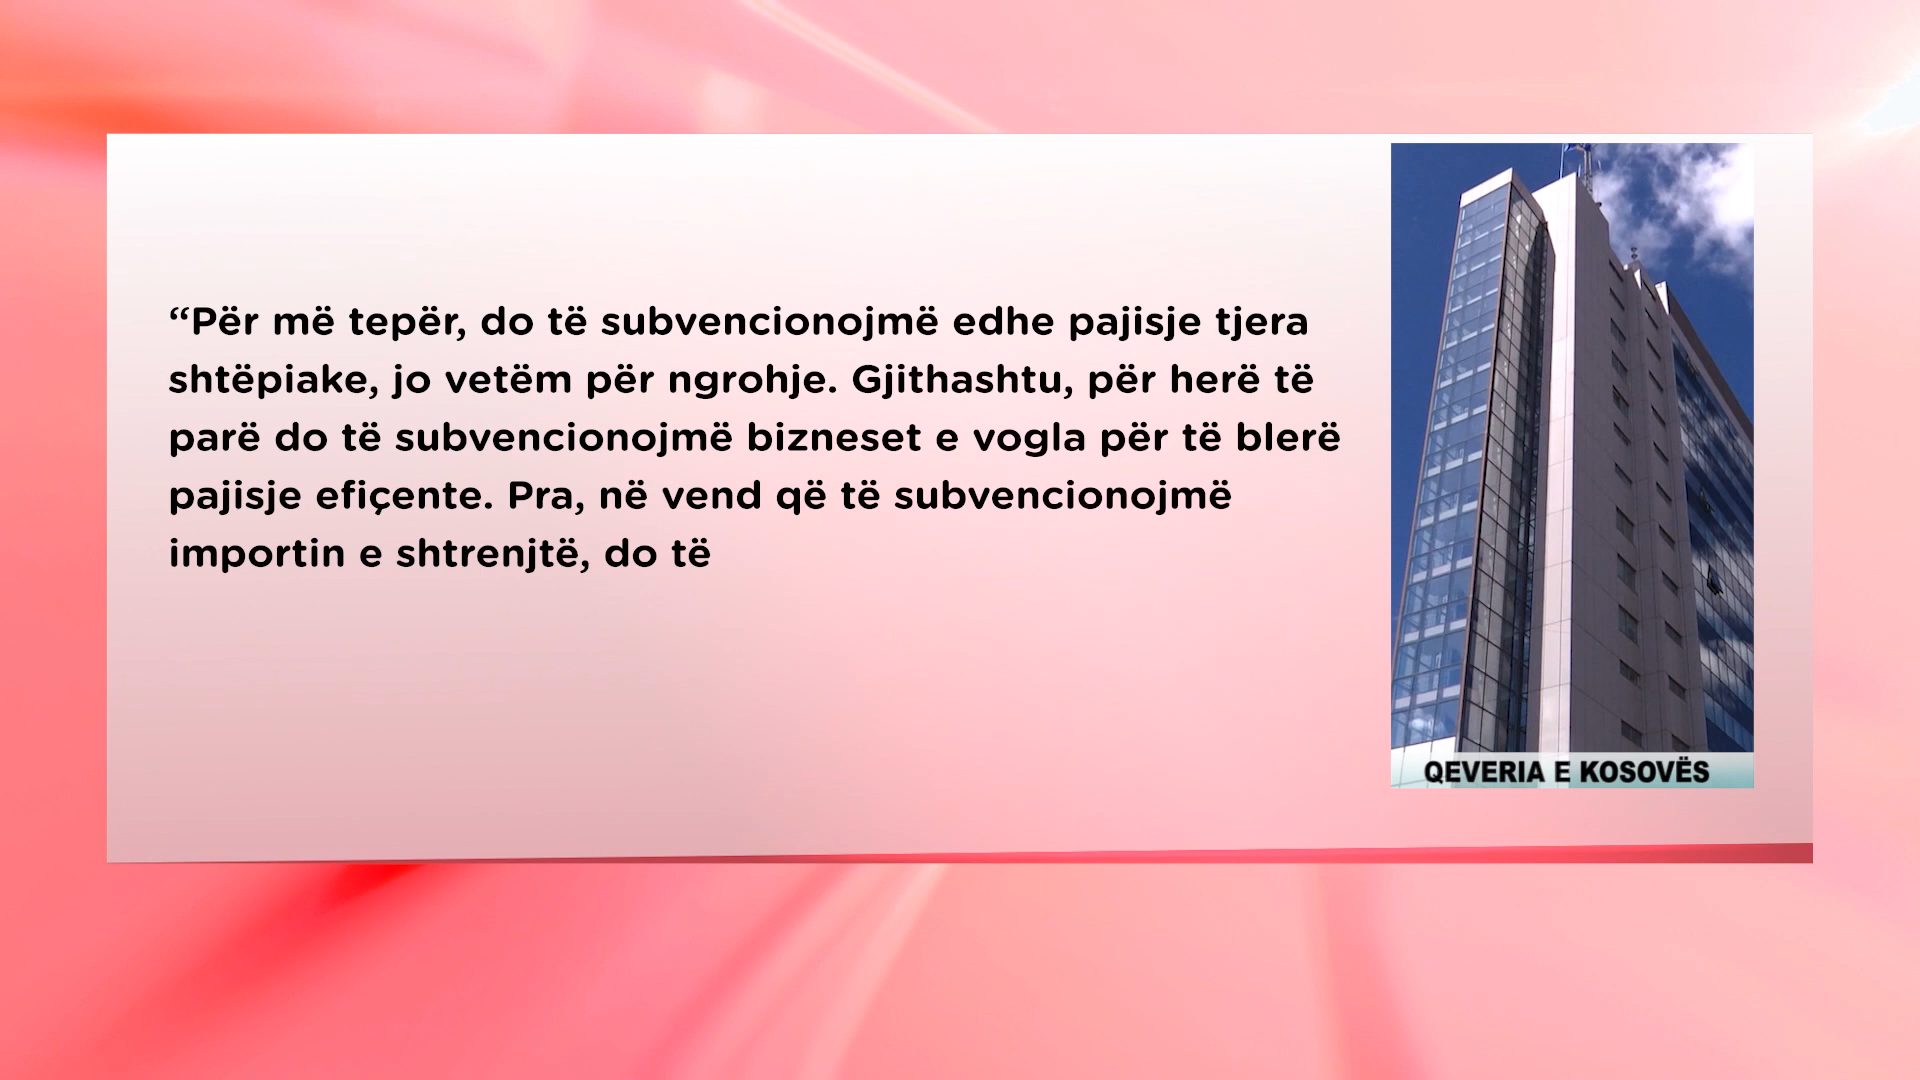 “Për më tepër, do të subvencionojmë edhe pajisje tjera
shtëpiake, jo vetëm për ngrohje. Gjithashtu, për herë të
parë do të subvencionojmë bizneset e vogla për të blerë
pajisje efiçente. Pra, në vend që të subvencionojmë
importin e shtrenjtë, do të
QEVERIA E KOSOVËS